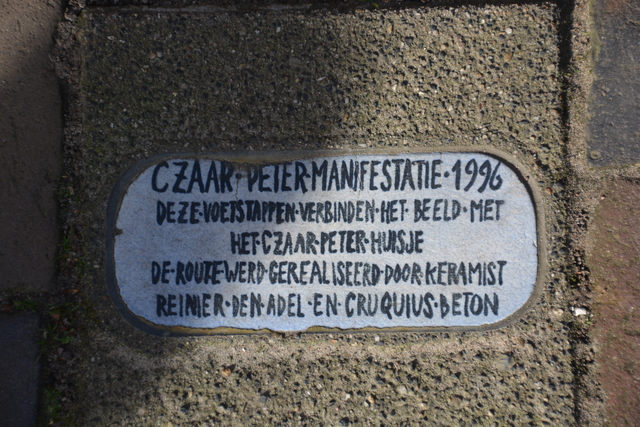 CZAAR·PETER·MANIFESTATIE·1996
DEZE·VOETSTAPPEN·VERBINDEN·HET·BEELD·MET
HET·CZAAR·PETER·HUISJE
DE·ROUTE·WERD·GEREALISEERD·DOOR·KERAMIST
REINIER·DEN·ADEL·EN·CRUQUIUS·BETON